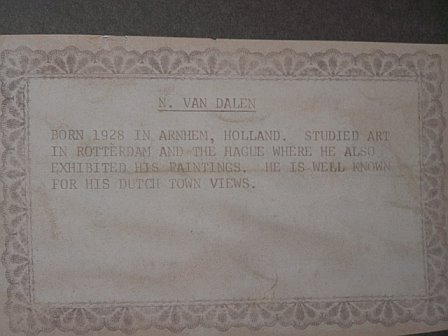 N. VAN DALEN
BORN 1928 IN ARNHEM, HOLLAND. STUDIED ART
IN ROTTERDAM AND THE HAGUE WHERE HE ALSO
EXHIBITED HIS PAINTINGS. HE IS WELL KNOWN
FOR HIS DUTCH TOWN VIEWS.